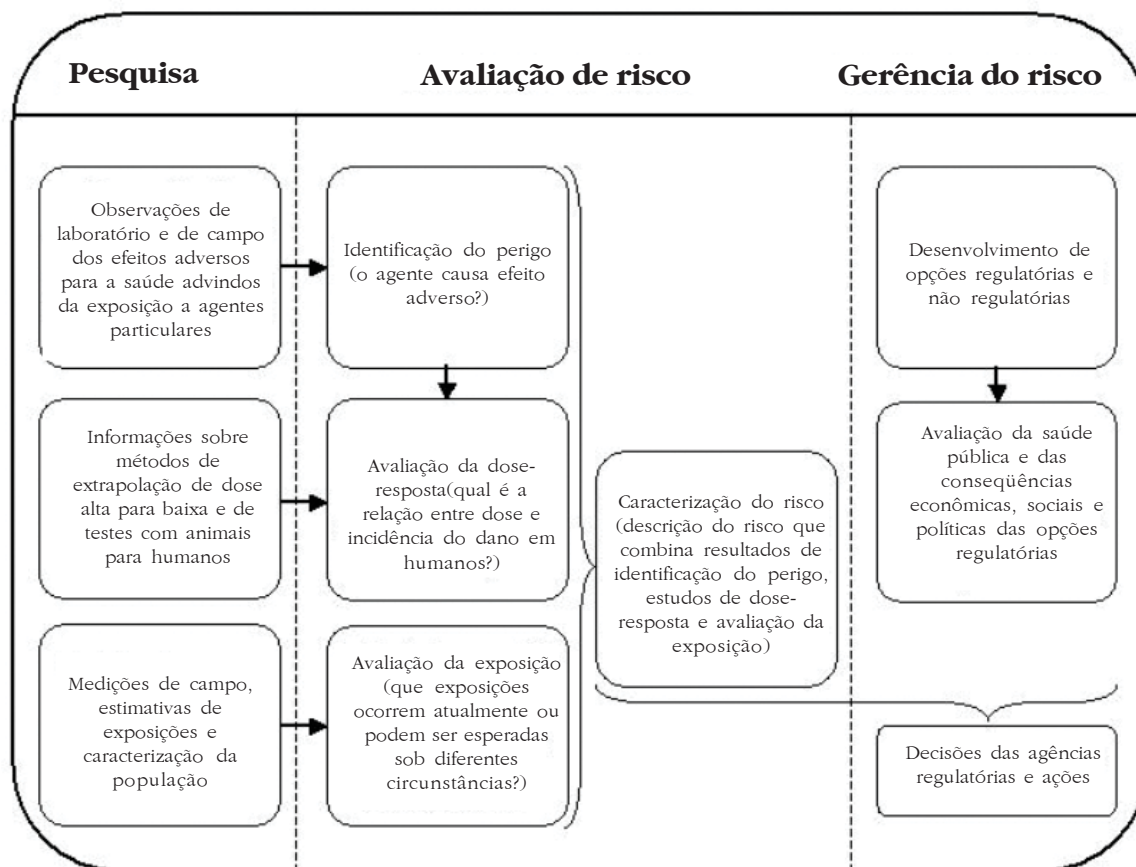 Pesquisa
Avaliação de risco
Gerência do risco
Observações de
laboratório e de campo
dos efeitos adversos
para a saúde advindos
da exposição a agentes
particulares
Identificação do perigo
(o agente causa efeito
adverso?)
Desenvolvimento de
opções regulatórias e
não regulatórias
Informações sobre
métodos de
extrapolação de dose
alta para baixa e de
testes com animais
para humanos
Avaliação da dose-
resposta(qual é a
relação entre dose e
incidência do dano em
humanos?)
Caracterização do risco
(descrição do risco que
combina resultados de
identificação do perigo,
estudos de dose-
resposta e avaliação da
exposição)
Avaliação da saúde
pública e das
conseqüências
econômicas, sociais e
políticas das opções
regulatórias
Medições de campo,
estimativas de
exposições e
caracterização da
população
Avaliação da exposição
(que exposições
ocorrem atualmente ou
podem ser esperadas
sob diferentes
circunstâncias?)
Decisões das agências
regulatórias e ações